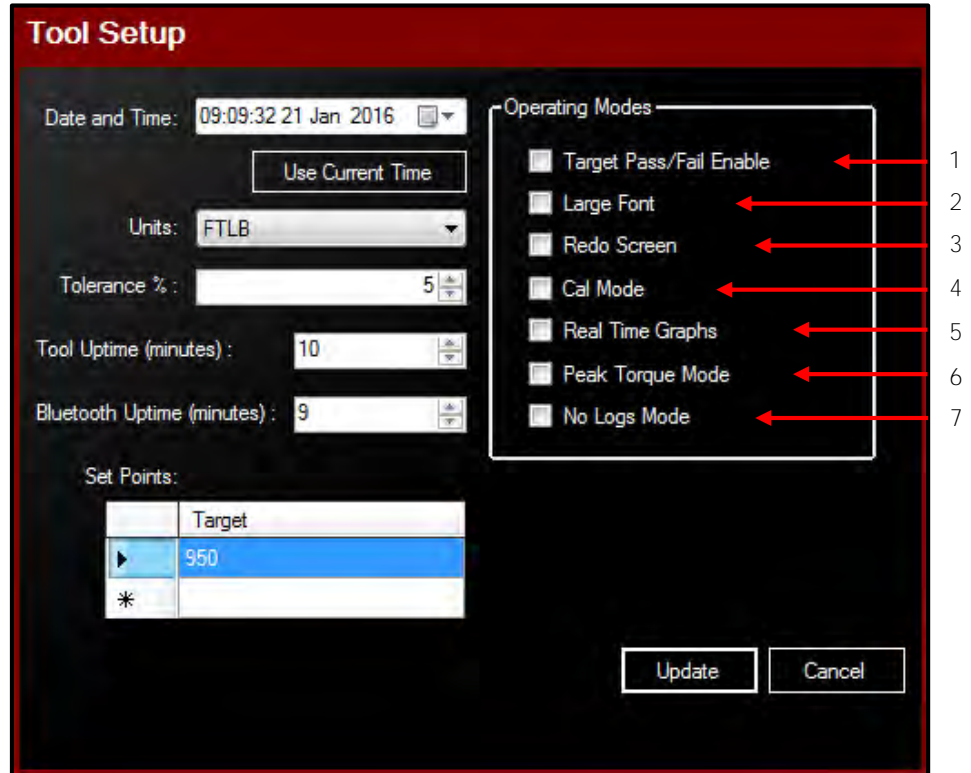 Tool Setup
Date and Time: 09:09:32 21 Jan 2016
Use Current Time
Units: FTLB
Tolerance % : 5
Tool Uptime (minutes) : 10
Bluetooth Uptime (minutes) : 9
Set Points:
Target
950
Operating Modes
Target Pass/Fail Enable 1
Large Font 2
Redo Screen 3
Cal Mode 4
Real Time Graphs 5
Peak Torque Mode 6
No Logs Mode 7
Update
Cancel